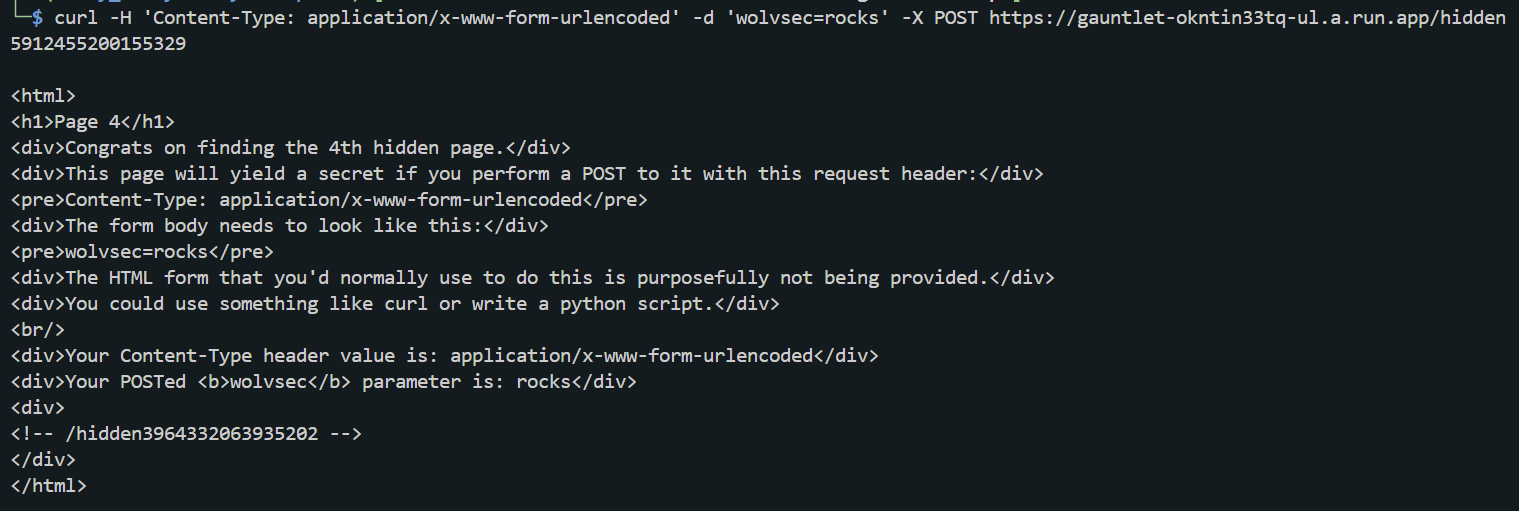 $ curl -H 'Content-Type: application/x-www-form-urlencoded' -d 'wolvsec=rocks' -X POST https://gauntlet-okntin33tq-ul.a.run.app/hidden
5912455200155329
<html>
<h1>Page 4</h1>
<div>Congrats on finding the 4th hidden page.</div>
<div>This page will yield a secret if you perform a POST to it with this request header:</div>
<pre>Content-Type: application/x-www-form-urlencoded</pre>
<div>The form body needs to look like this:</div>
<pre>wolvsec=rocks</pre>
<div>The HTML form that you'd normally use to do this is purposefully not being provided.</div>
<div>You could use something like curl or write a python script.</div>
<br/>
<div>Your Content-Type header value is: application/x-www-form-urlencoded</div>
<div>Your POSTed <b>wolvsec</b> parameter is: rocks</div>
<div>
<!-- /hidden3964332063935202 -->
</div>
</html>